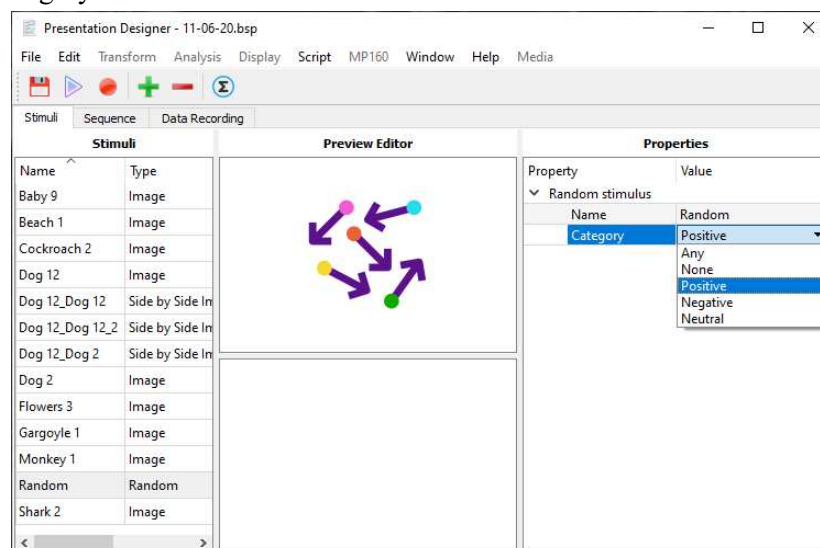 Presentation Designer - 11-06-20.bsp
File Edit Transform Analysis Display Script MP160 Window Help Media
Σ
Stimuli Sequence Data Recording
Stimuli Preview Editor Properties
Name Type Property Value
Baby 9 Image Random stimulus
Beach 1 Image Name Random
Cockroach 2 Image Category Positive
Any
Dog 12 Image None
Positive
Dog 12_Dog 12 Side by Side Im Negative
Neutral
Dog 12_Dog 12_2 Side by Side Im
Dog 12_Dog 2 Side by Side Im
Dog 2 Image
Flowers 3 Image
Gargoyle 1 Image
Monkey 1 Image
Random Random
Shark 2 Image